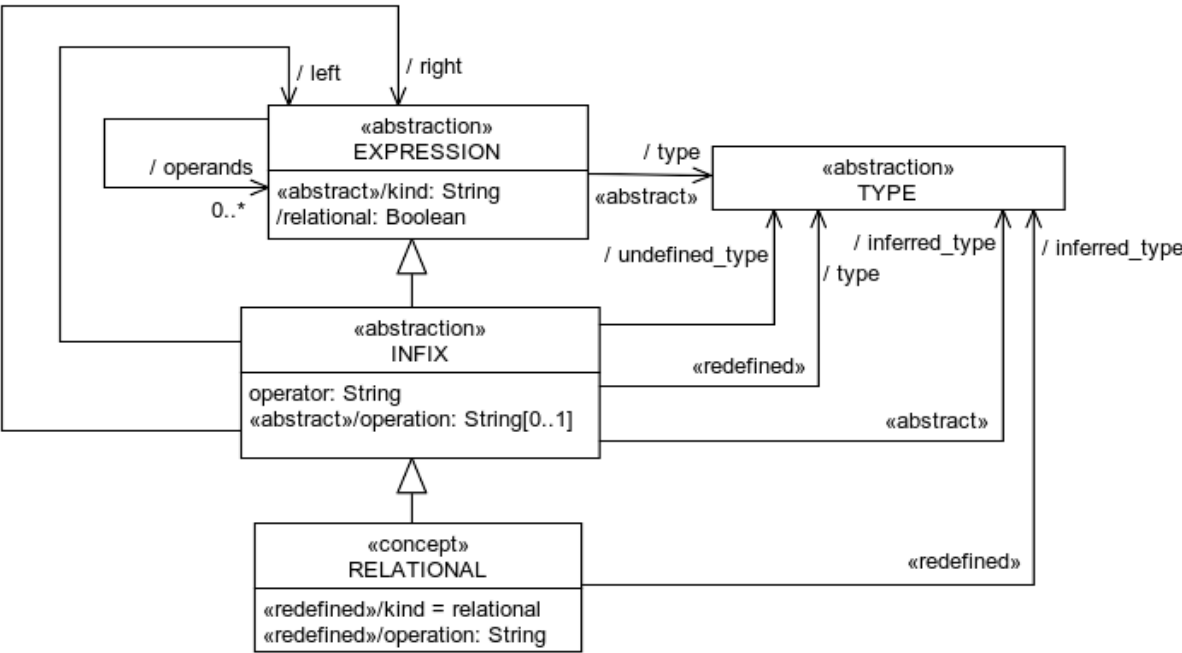 / left
/ right
«abstraction»
EXPRESSION
/ operands
0..*
«abstract»/kind: String
/relational: Boolean
/ type
«abstract»
«abstraction»
TYPE
/ undefined_type
/ type
/ inferred_type
/ inferred_type
«abstraction»
INFIX
operator: String
«abstract»/operation: String[0..1]
«redefined»
«abstract»
«concept»
RELATIONAL
«redefined»/kind = relational
«redefined»/operation: String
«redefined»